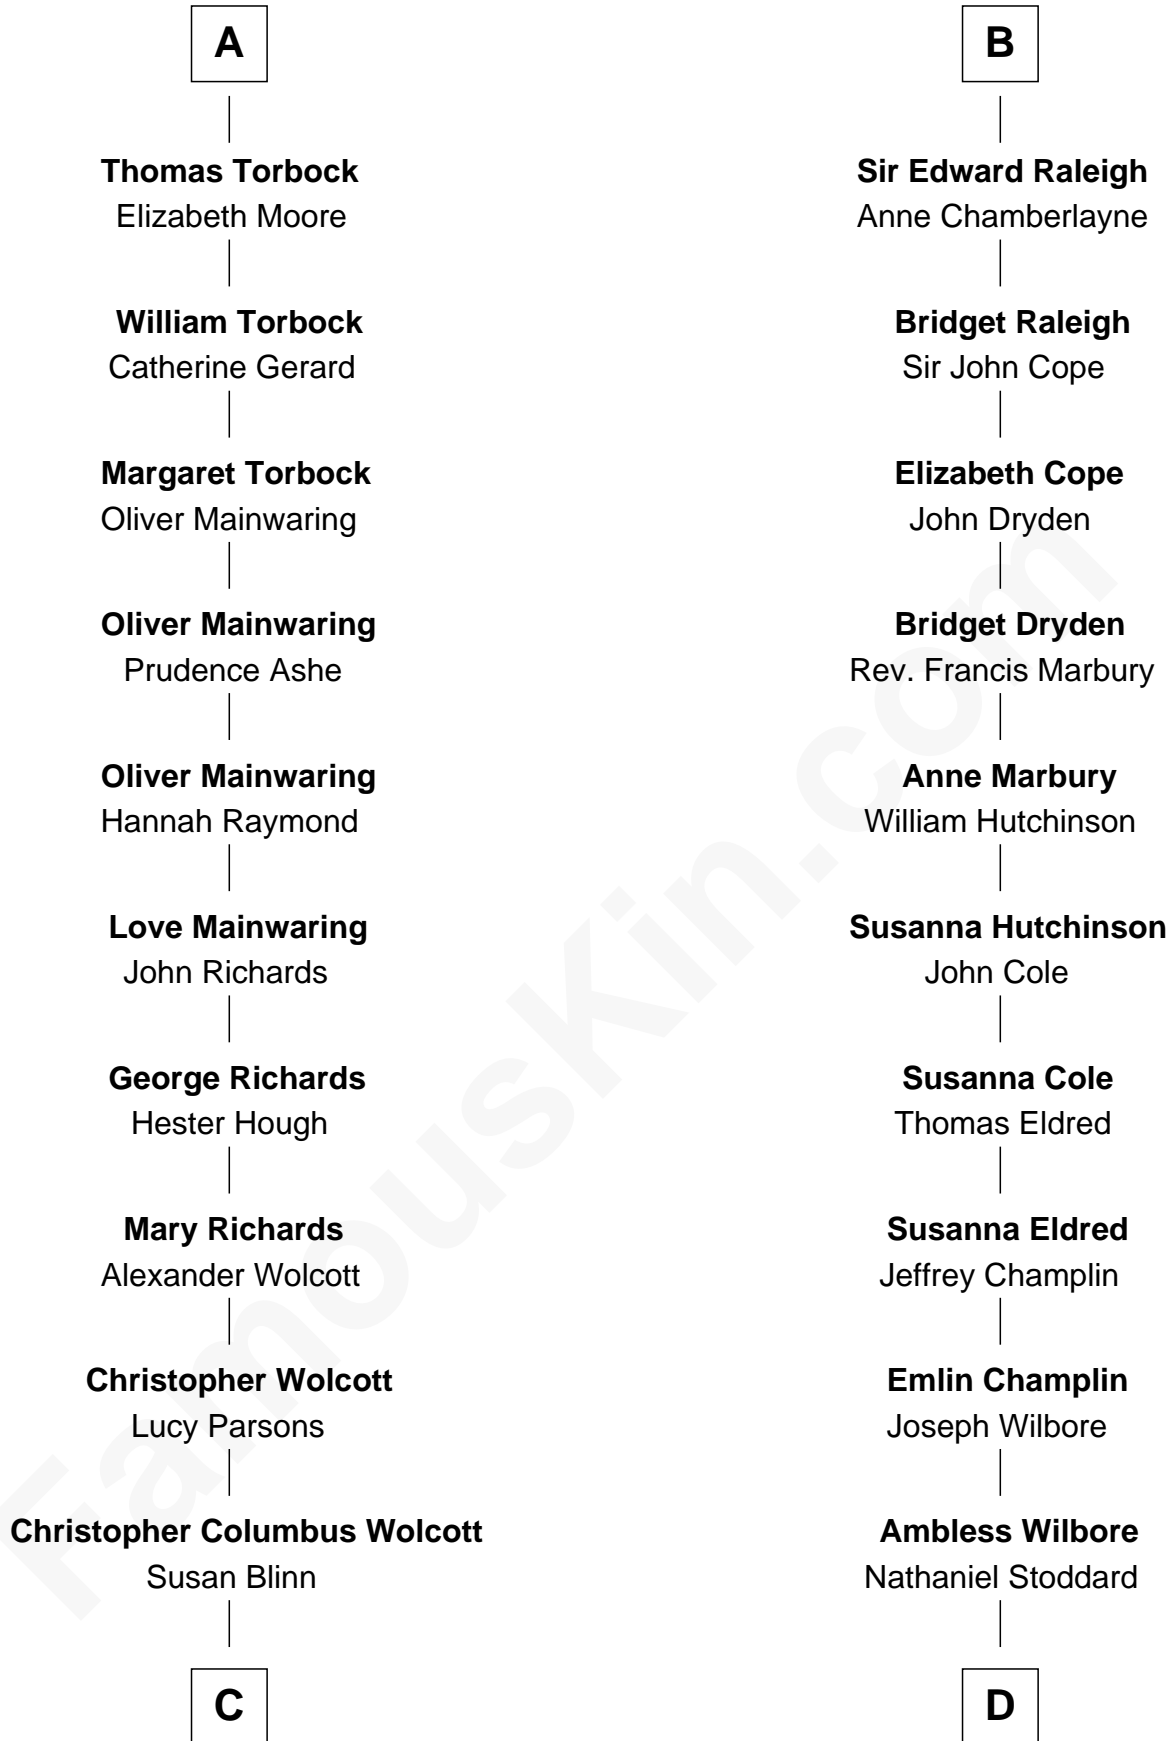 A
Thomas Torbock
Elizabeth Moore
William Torbock
Catherine Gerard
Margaret Torbock
Oliver Mainwaring
Oliver Mainwaring
Prudence Ashe
Oliver Mainwaring
Hannah Raymond
Love Mainwaring
John Richards
George Richards
Hester Hough
Mary Richards
Alexander Wolcott
Christopher Wolcott
Lucy Parsons
Christopher Columbus Wolcott
Susan Blinn
C
B
Sir Edward Raleigh
Anne Chamberlayne
Bridget Raleigh
Sir John Cope
Elizabeth Cope
John Dryden
Bridget Dryden
Rev. Francis Marbury
Anne Marbury
William Hutchinson
Susanna Hutchinson
John Cole
Susanna Cole
Thomas Eldred
Susanna Eldred
Jeffrey Champlin
Emlin Champlin
Joseph Wilbore
Ambless Wilbore
Nathaniel Stoddard
D
FamousKin.com